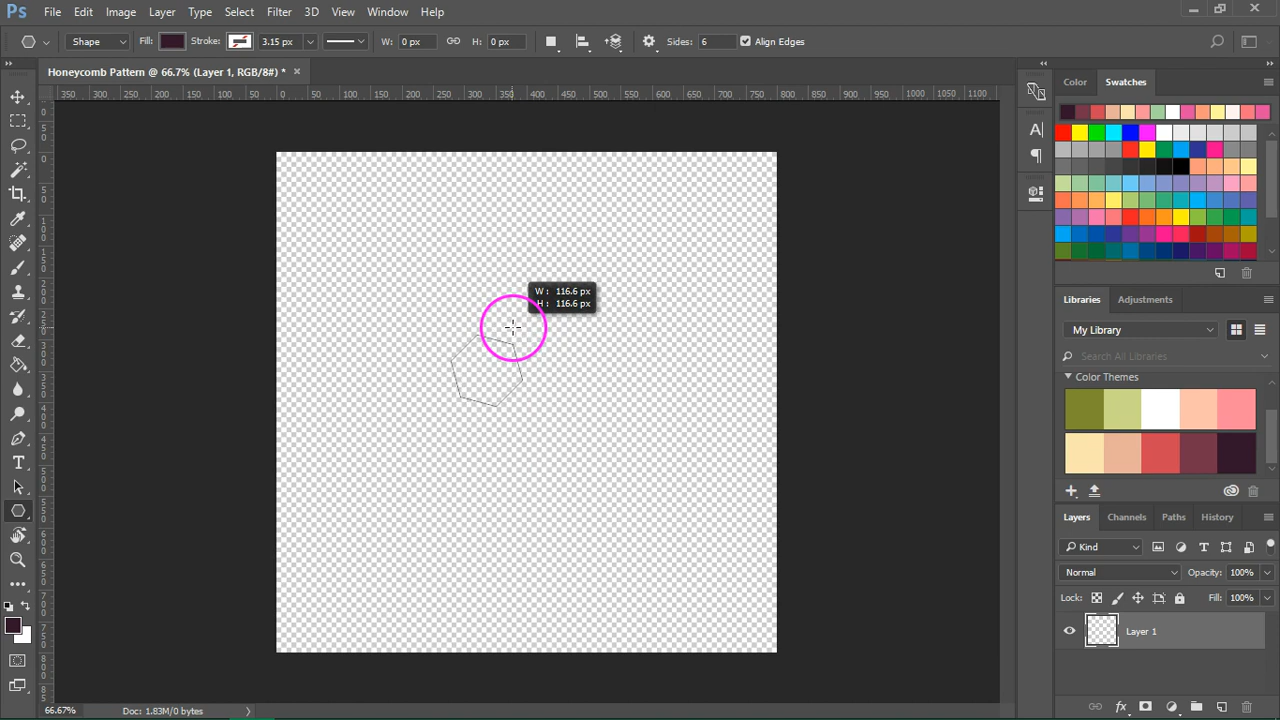 Ps File Edit Image Layer Type Select Filter 3D View Window Help
Shape Fill: Stroke: 3.15 px W: 0 px H: 0 px Sides: 6 Align Edges
Honeycomb Pattern @ 66.7% (Layer 1, RGB/8#) * ×
350 300 250 200 150 100 50 0 50 100 150 200 250 300 350 400 450 500 550 600 650 700 750 800 850 900 950 1000 1050 1100
Color Swatches
W : 116.6 px
H : 116.6 px
Libraries Adjustments
My Library
Search All Libraries
Color Themes
Layers Channels Paths History
Kind
Normal Opacity: 100%
Lock: Fill: 100%
Layer 1
66.67% Doc: 1.83M/0 bytes